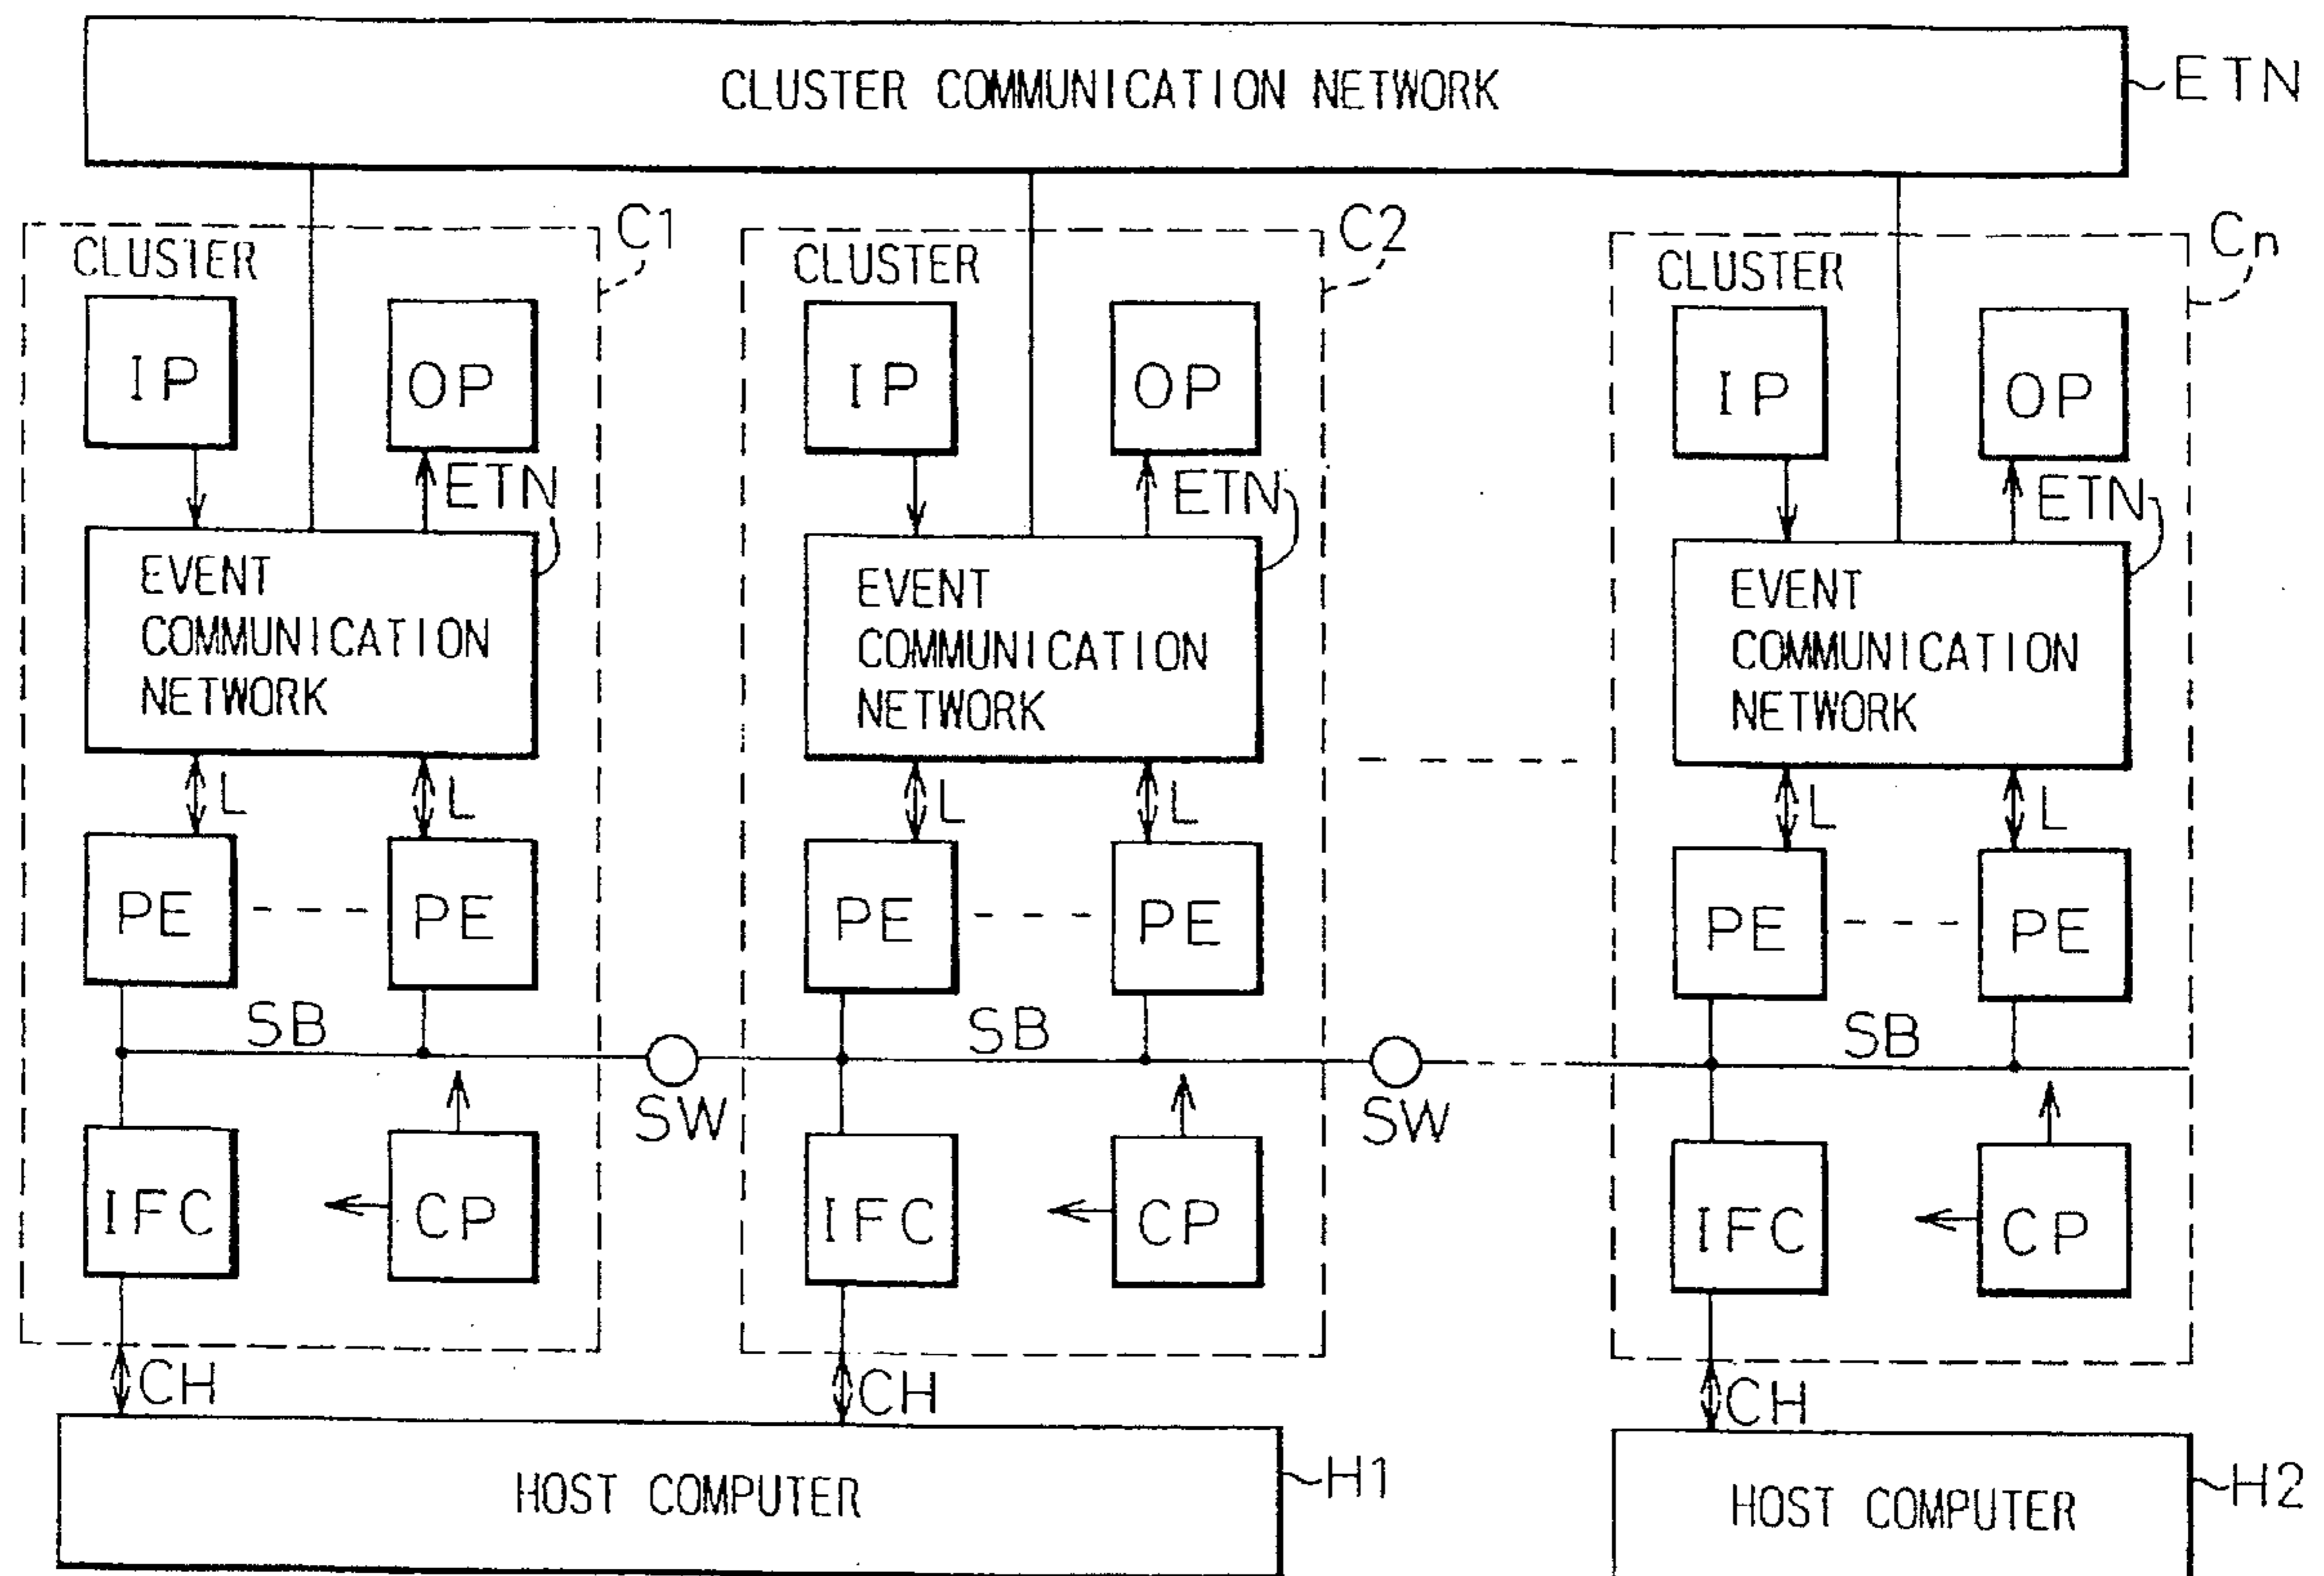 CLUSTER COMMUNICATION NETWORK
ETN
C1
C2
Cn
CLUSTER
CLUSTER
CLUSTER
IP
OP
IP
OP
IP
OP
ETN
ETN
ETN
EVENT
COMMUNICATION
NETWORK
EVENT
COMMUNICATION
NETWORK
EVENT
COMMUNICATION
NETWORK
L
L
L
L
L
L
PE
PE
PE
PE
PE
PE
SB
SB
SB
SW
SW
IFC
CP
IFC
CP
IFC
CP
CH
CH
CH
HOST COMPUTER
H1
HOST COMPUTER
H2